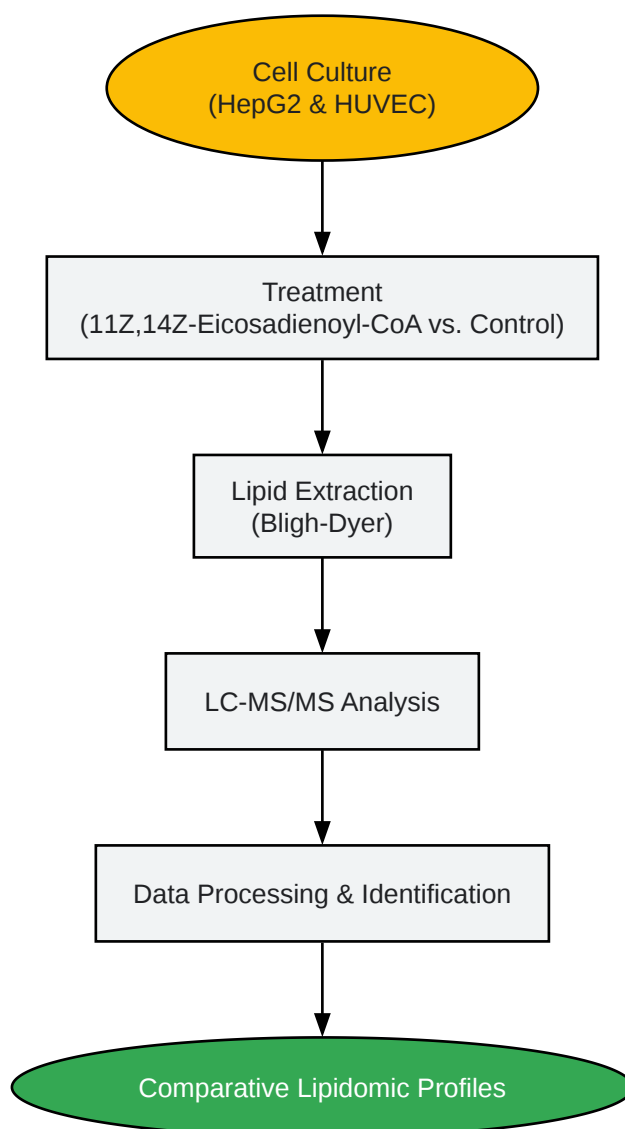 Cell Culture
(HepG2 & HUVEC)
Treatment
(11Z,14Z-Eicosadienoyl-CoA vs. Control)
Lipid Extraction
(Bligh-Dyer)
LC-MS/MS Analysis
Data Processing & Identification
Comparative Lipidomic Profiles